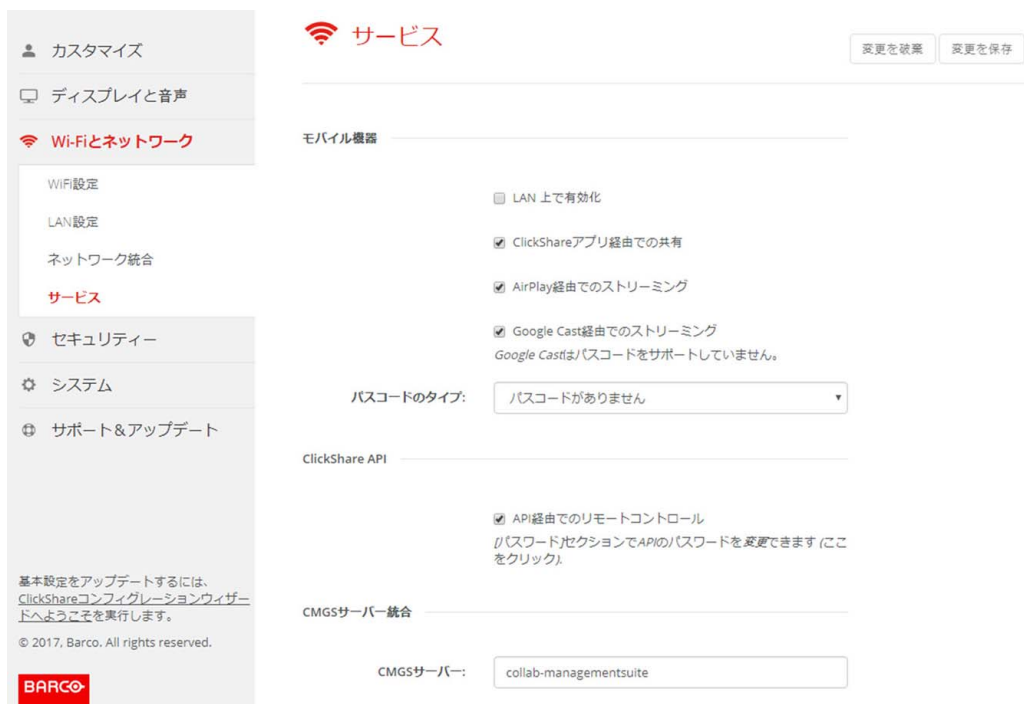 カスタマイズ
ディスプレイと音声
Wi-Fiとネットワーク
WiFi設定
LAN設定
ネットワーク統合
サービス
セキュリティー
システム
サポート＆アップデート
基本設定をアップデートするには、
ClickShareコンフィグレーションウィザー
ドへようこそを実行します。
© 2017, Barco. All rights reserved.
BARCO
サービス
変更を破棄
変更を保存
モバイル機器
LAN 上で有効化
ClickShareアプリ経由での共有
AirPlay経由でのストリーミング
Google Cast経由でのストリーミング
Google Castはパスコードをサポートしていません。
パスコードのタイプ: パスコードがありません
ClickShare API
API経由でのリモートコントロール
[パスワード]セクションでAPIのパスワードを変更できます (ここ
をクリック).
CMGSサーバー統合
CMGSサーバー: collab-managementsuite